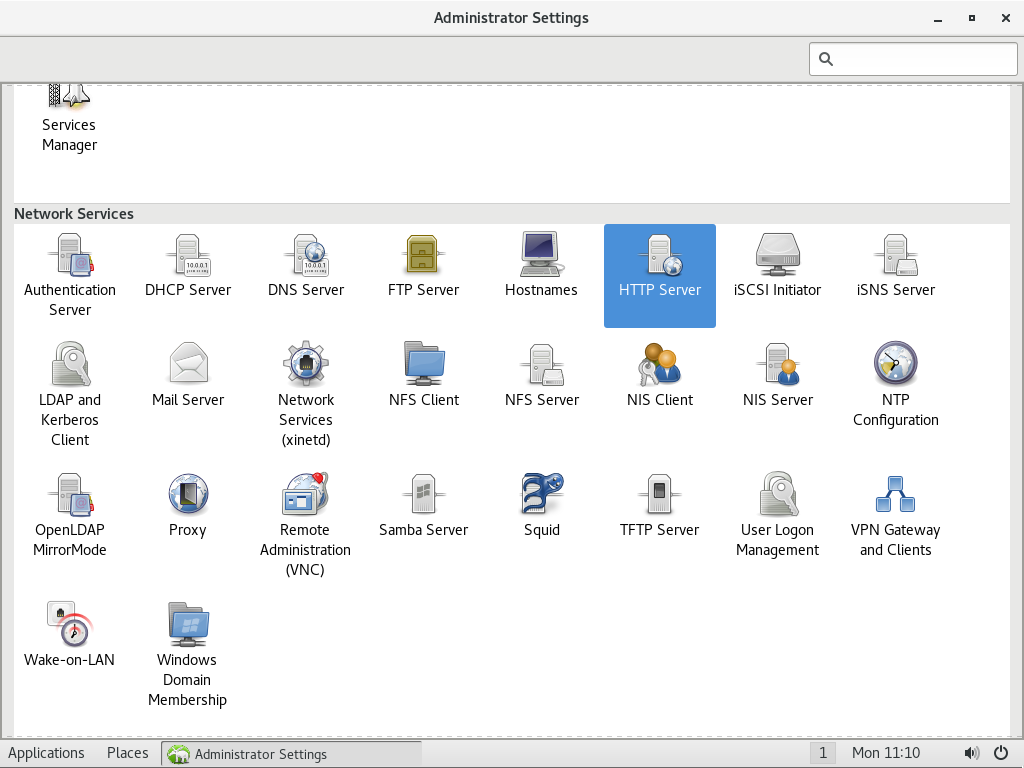 Administrator Settings
Services
Manager
Network Services
Authentication
Server
DHCP Server
DNS Server
FTP Server
Hostnames
HTTP Server
iSCSI Initiator
iSNS Server
LDAP and
Kerberos
Client
Mail Server
Network
Services
(xinetd)
NFS Client
NFS Server
NIS Client
NIS Server
NTP
Configuration
OpenLDAP
MirrorMode
Proxy
Remote
Administration
(VNC)
Samba Server
Squid
TFTP Server
User Logon
Management
VPN Gateway
and Clients
Wake-on-LAN
Windows
Domain
Membership
Applications
Places
Administrator Settings
1
Mon 11:10